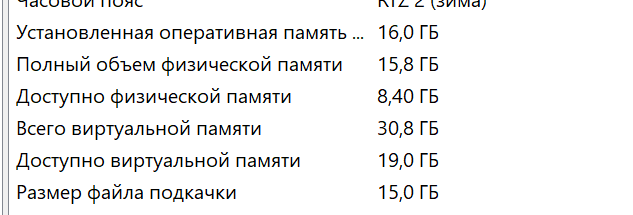 Часовой пояс RTZ 2 (зима)
Установленная оперативная память ... 16,0 ГБ
Полный объем физической памяти 15,8 ГБ
Доступно физической памяти 8,40 ГБ
Всего виртуальной памяти 30,8 ГБ
Доступно виртуальной памяти 19,0 ГБ
Размер файла подкачки 15,0 ГБ